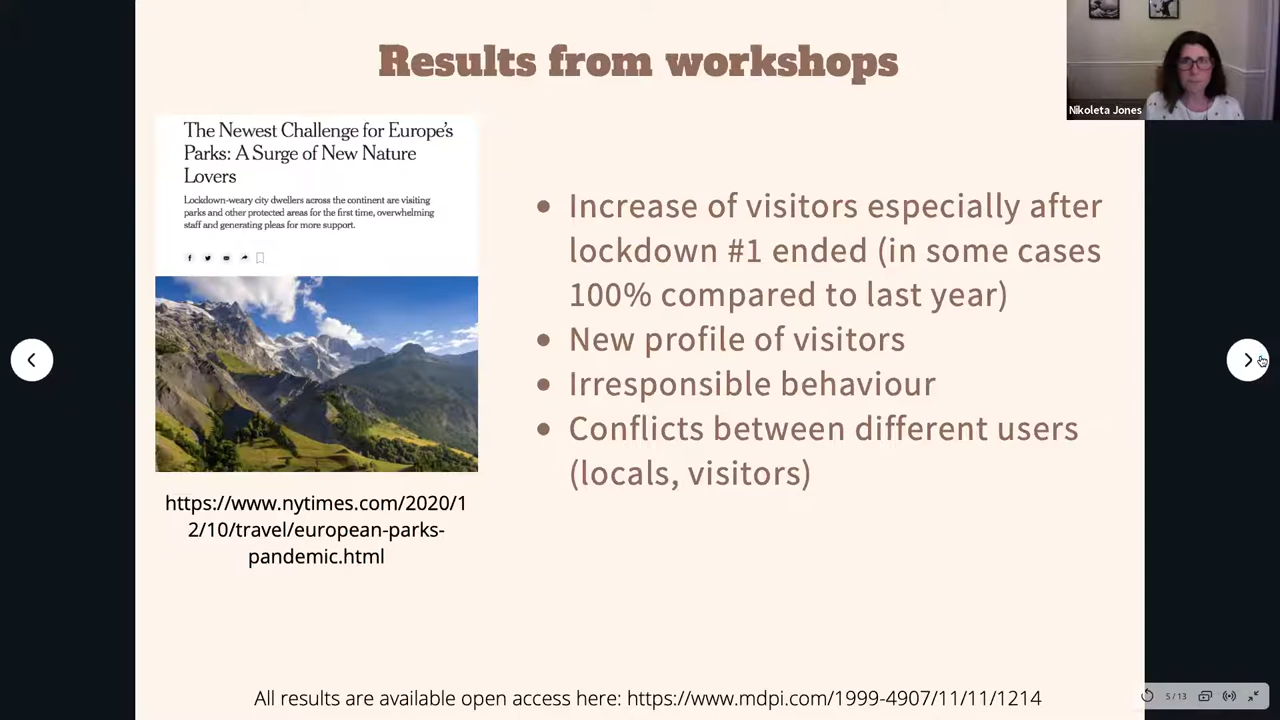 Results from workshops
Nikoleta Jones
The Newest Challenge for Europe's
Parks: A Surge of New Nature
Lovers
Lockdown-weary city dwellers across the continent are visiting
parks and other protected areas for the first time, overwhelming
staff and generating pleas for more support.
https://www.nytimes.com/2020/1
2/10/travel/european-parks-
pandemic.html
• Increase of visitors especially after
lockdown #1 ended (in some cases
100% compared to last year)
• New profile of visitors
• Irresponsible behaviour
• Conflicts between different users
(locals, visitors)
All results are available open access here: https://www.mdpi.com/1999-4907/11/11/1214
5 / 13